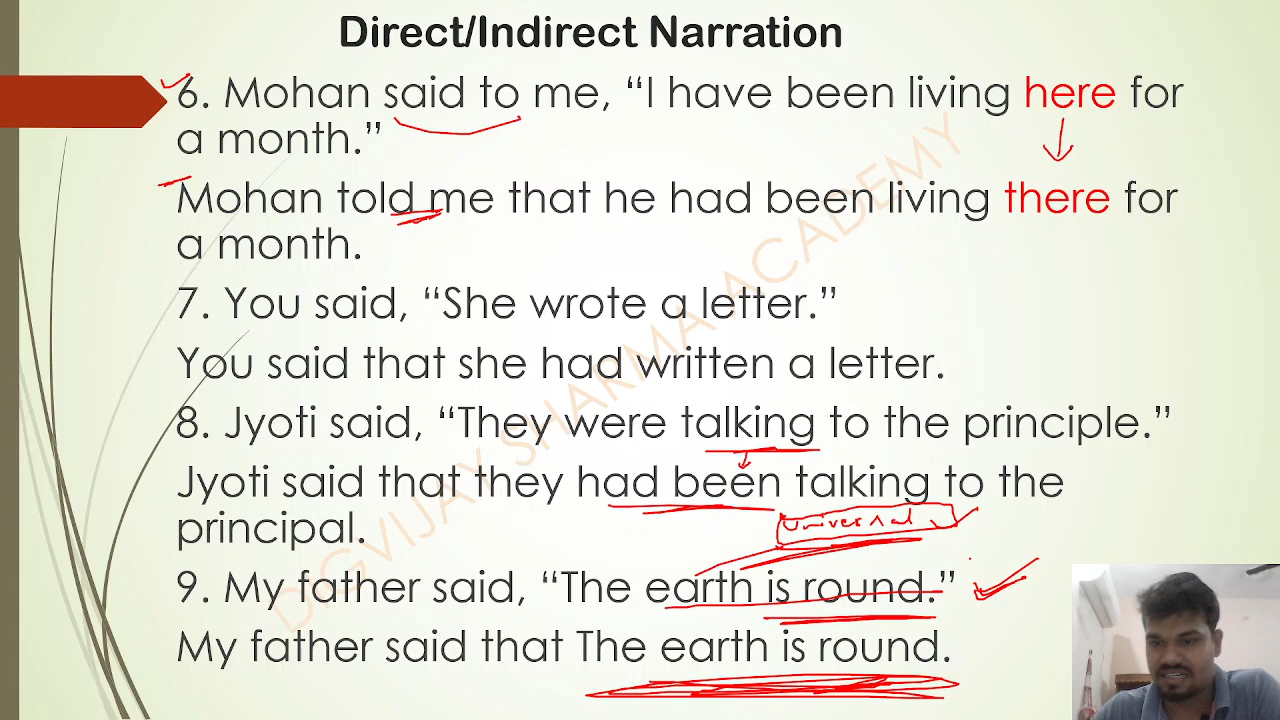 Direct/Indirect Narration
6. Mohan said to me, “I have been living here for
a month.”
Mohan told me that he had been living there for
a month.
7. You said, “She wrote a letter.”
You said that she had written a letter.
8. Jyoti said, “They were talking to the principle.”
Jyoti said that they had been talking to the
principal.
Universal
9. My father said, “The earth is round.”
My father said that The earth is round.
DIGVIJAY SHARMA ACADEMY